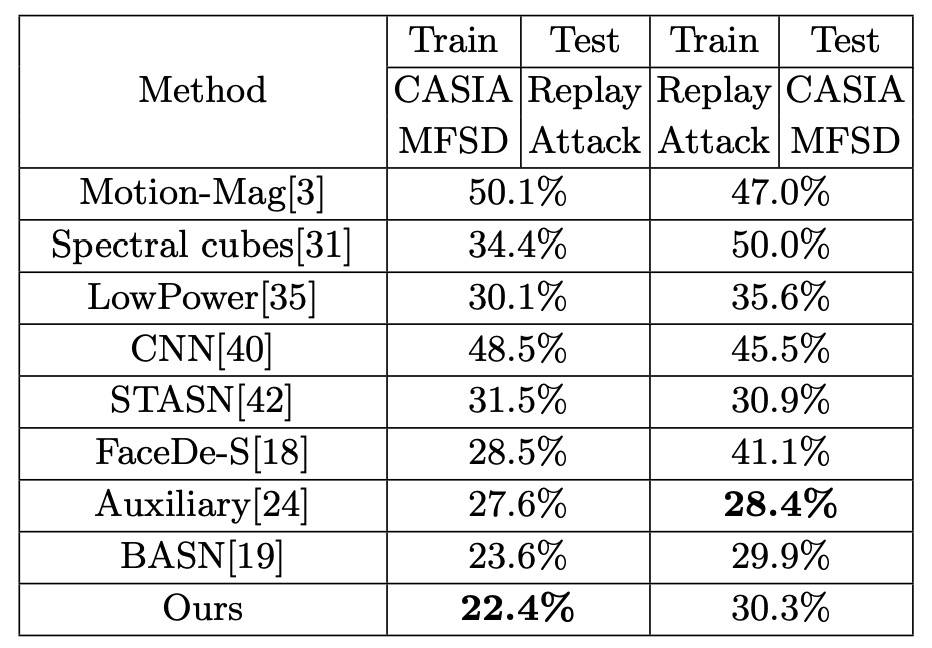 Method Train Test Train Test
CASIA Replay Replay CASIA
MFSD Attack Attack MFSD
Motion-Mag[3] 50.1% 47.0%
Spectral cubes[31] 34.4% 50.0%
LowPower[35] 30.1% 35.6%
CNN[40] 48.5% 45.5%
STASN[42] 31.5% 30.9%
FaceDe-S[18] 28.5% 41.1%
Auxiliary[24] 27.6% 28.4%
BASN[19] 23.6% 29.9%
Ours 22.4% 30.3%